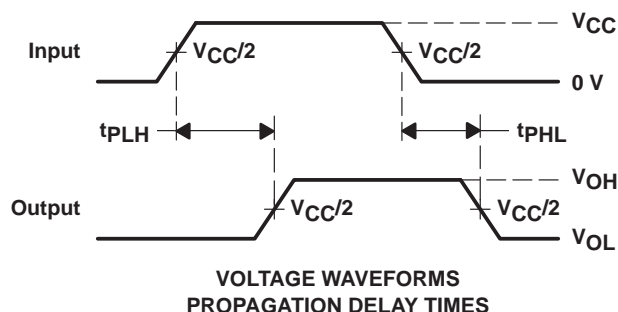 VCC
Input
VCC/2
VCC/2
0 V
tPLH
tPHL
VOH
Output
VCC/2
VCC/2
VOL
VOLTAGE WAVEFORMS
PROPAGATION DELAY TIMES